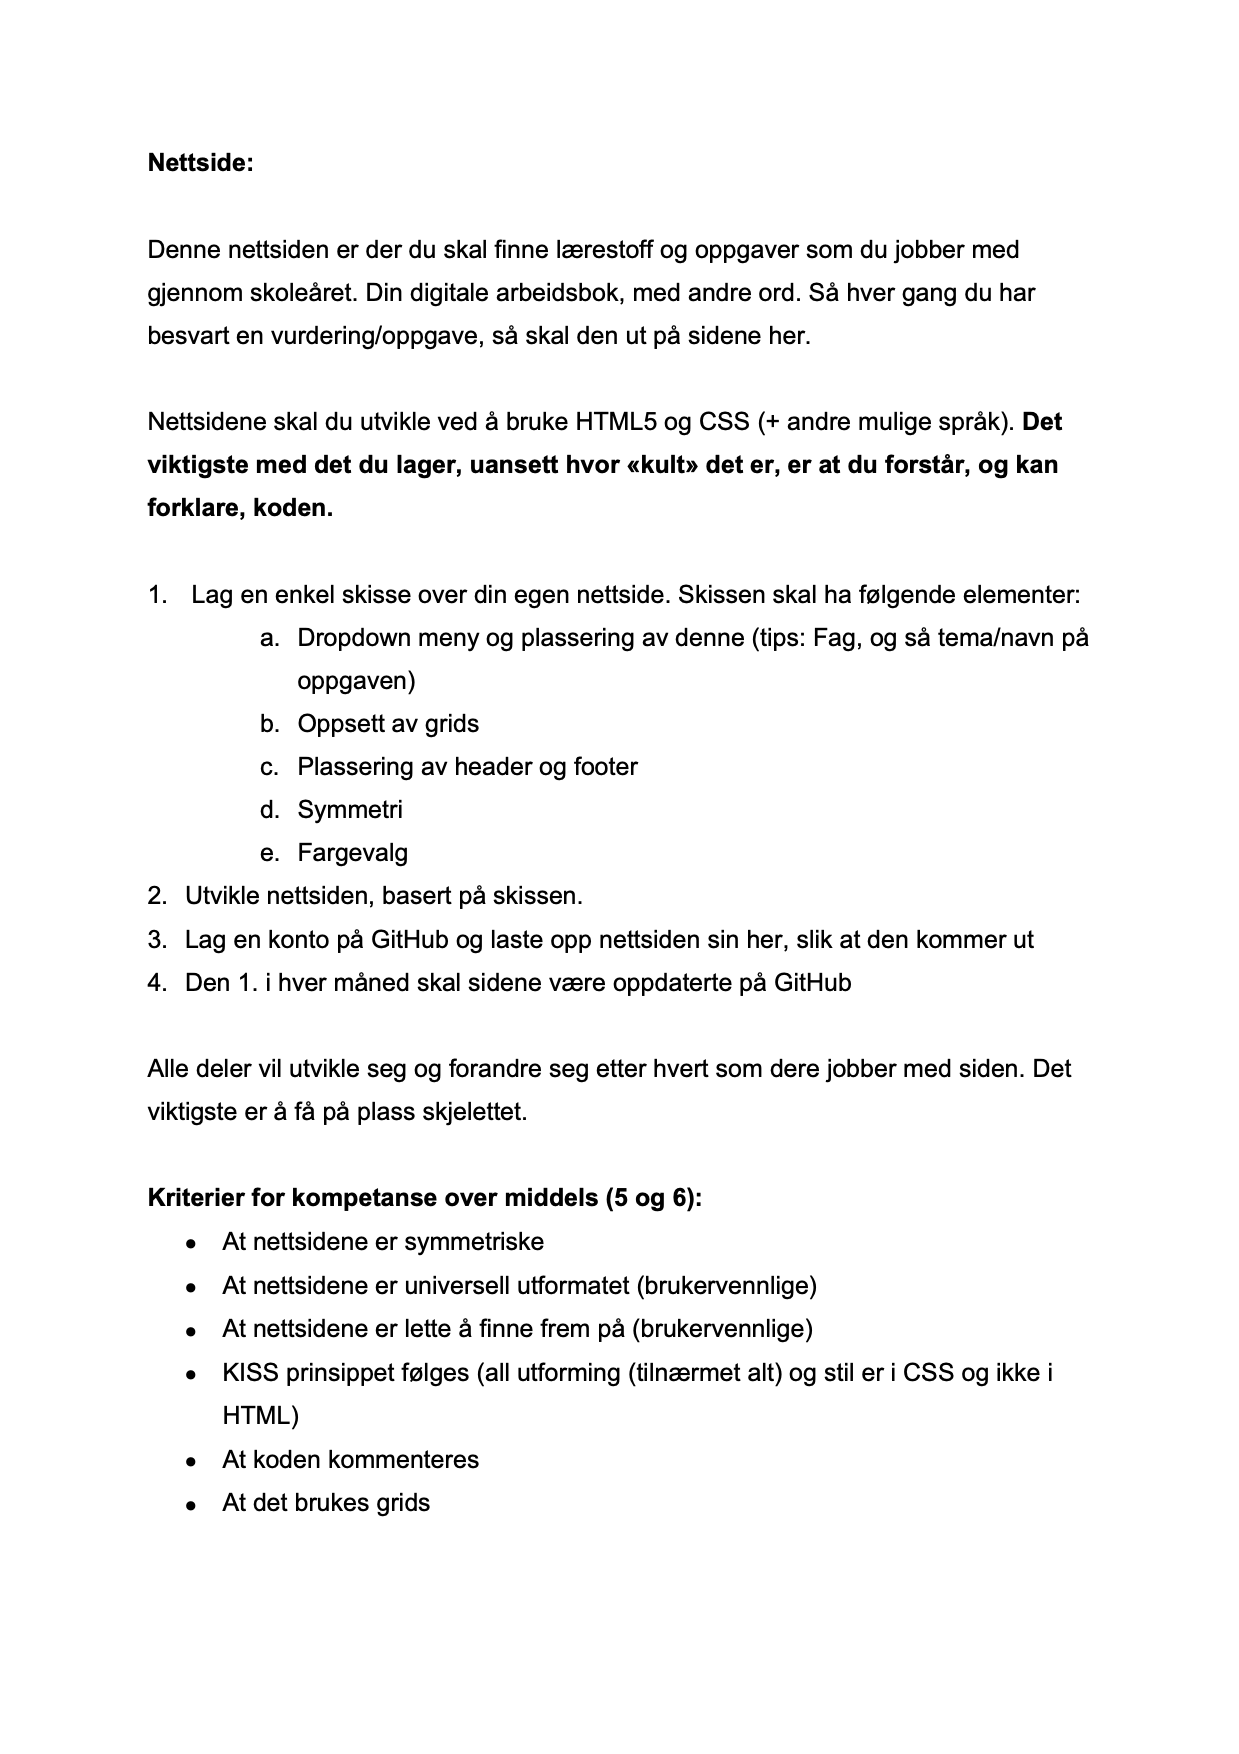 Nettside:
Denne nettsiden er der du skal finne lærestoff og oppgaver som du jobber med
gjennom skoleåret. Din digitale arbeidsbok, med andre ord. Så hver gang du har
besvart en vurdering/oppgave, så skal den ut på sidene her.
Nettsidene skal du utvikle ved å bruke HTML5 og CSS (+ andre mulige språk). Det
viktigste med det du lager, uansett hvor «kult» det er, er at du forstår, og kan
forklare, koden.
1. Lag en enkel skisse over din egen nettside. Skissen skal ha følgende elementer:
a. Dropdown meny og plassering av denne (tips: Fag, og så tema/navn på
oppgaven)
b. Oppsett av grids
c. Plassering av header og footer
d. Symmetri
e. Fargevalg
2. Utvikle nettsiden, basert på skissen.
3. Lag en konto på GitHub og laste opp nettsiden sin her, slik at den kommer ut
4. Den 1. i hver måned skal sidene være oppdaterte på GitHub
Alle deler vil utvikle seg og forandre seg etter hvert som dere jobber med siden. Det
viktigste er å få på plass skjelettet.
Kriterier for kompetanse over middels (5 og 6):
• At nettsidene er symmetriske
• At nettsidene er universell utformatet (brukervennlige)
• At nettsidene er lette å finne frem på (brukervennlige)
• KISS prinsippet følges (all utforming (tilnærmet alt) og stil er i CSS og ikke i
HTML)
• At koden kommenteres
• At det brukes grids